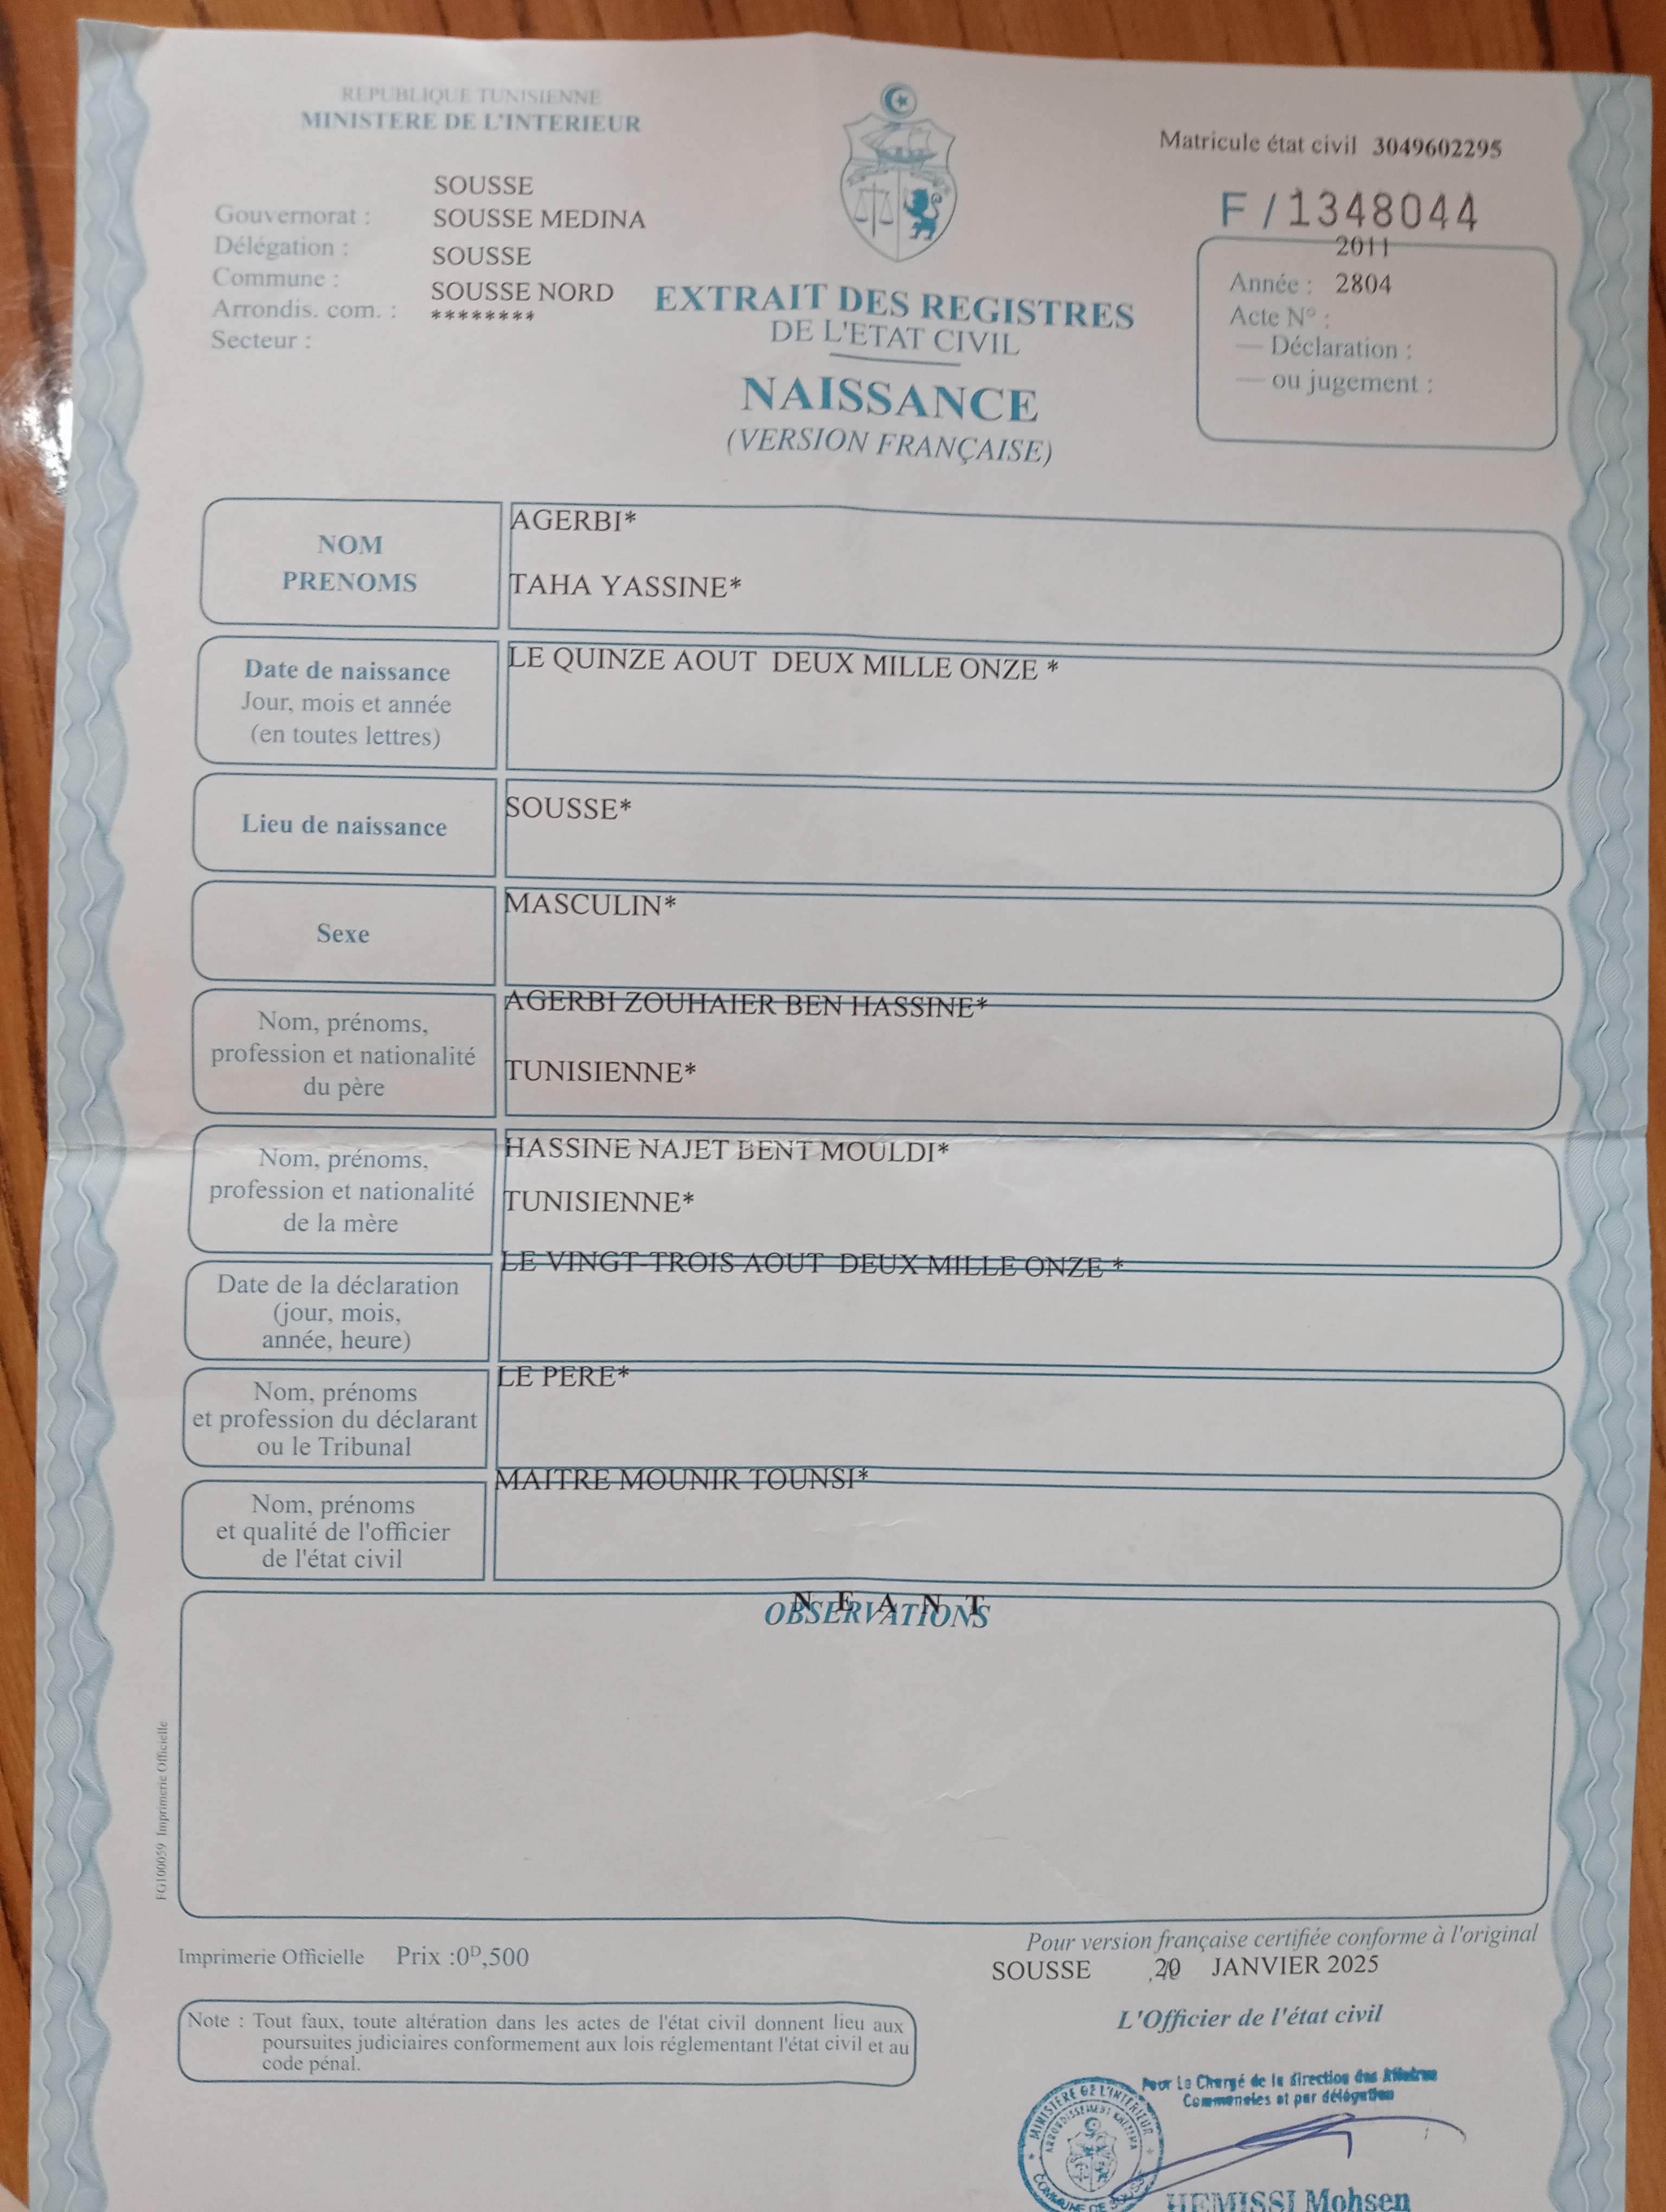 REPUBLIQUE TUNISIENNE
MINISTERE DE L'INTERIEUR
Matricule état civil 3049602295
F / 1348044
SOUSSE
Gouvernorat : SOUSSE MEDINA
Délégation : SOUSSE
Commune :
Arrondis. com. : SOUSSE NORD
********
Secteur :
EXTRAIT DES REGISTRES
DE L'ETAT CIVIL
NAISSANCE
(VERSION FRANÇAISE)
2011
Année : 2804
Acte N° :
— Déclaration :
— ou jugement :
NOM
PRENOMS
AGERBI*
TAHA YASSINE*
Date de naissance
Jour, mois et année
(en toutes lettres)
LE QUINZE AOUT DEUX MILLE ONZE *
Lieu de naissance
SOUSSE*
Sexe
MASCULIN*
Nom, prénoms,
profession et nationalité
du père
AGERBI ZOUHAIER BEN HASSINE*
TUNISIENNE*
Nom, prénoms,
profession et nationalité
de la mère
HASSINE NAJET BENT MOULDI*
TUNISIENNE*
Date de la déclaration
(jour, mois,
année, heure)
LE VINGT-TROIS AOUT DEUX MILLE ONZE *
Nom, prénoms
et profession du déclarant
ou le Tribunal
LE PERE*
Nom, prénoms
et qualité de l'officier
de l'état civil
MAITRE MOUNIR TOUNSI*
N E A N T
OBSERVATIONS
FG100059 Imprimerie Officielle
Imprimerie Officielle Prix :0D,500
Pour version française certifiée conforme à l'original
SOUSSE ,20 JANVIER 2025
L'Officier de l'état civil
Note : Tout faux, toute altération dans les actes de l'état civil donnent lieu aux
poursuites judiciaires conformement aux lois réglementant l'état civil et au
code pénal.
Pour Le Chargé de la direction des Affaires
Communales et par délégation
MINISTERE DE L'INTERIEUR
ARRONDISSEMENT
COMMUNE DE SOUSSE
HEMISSI Mohsen